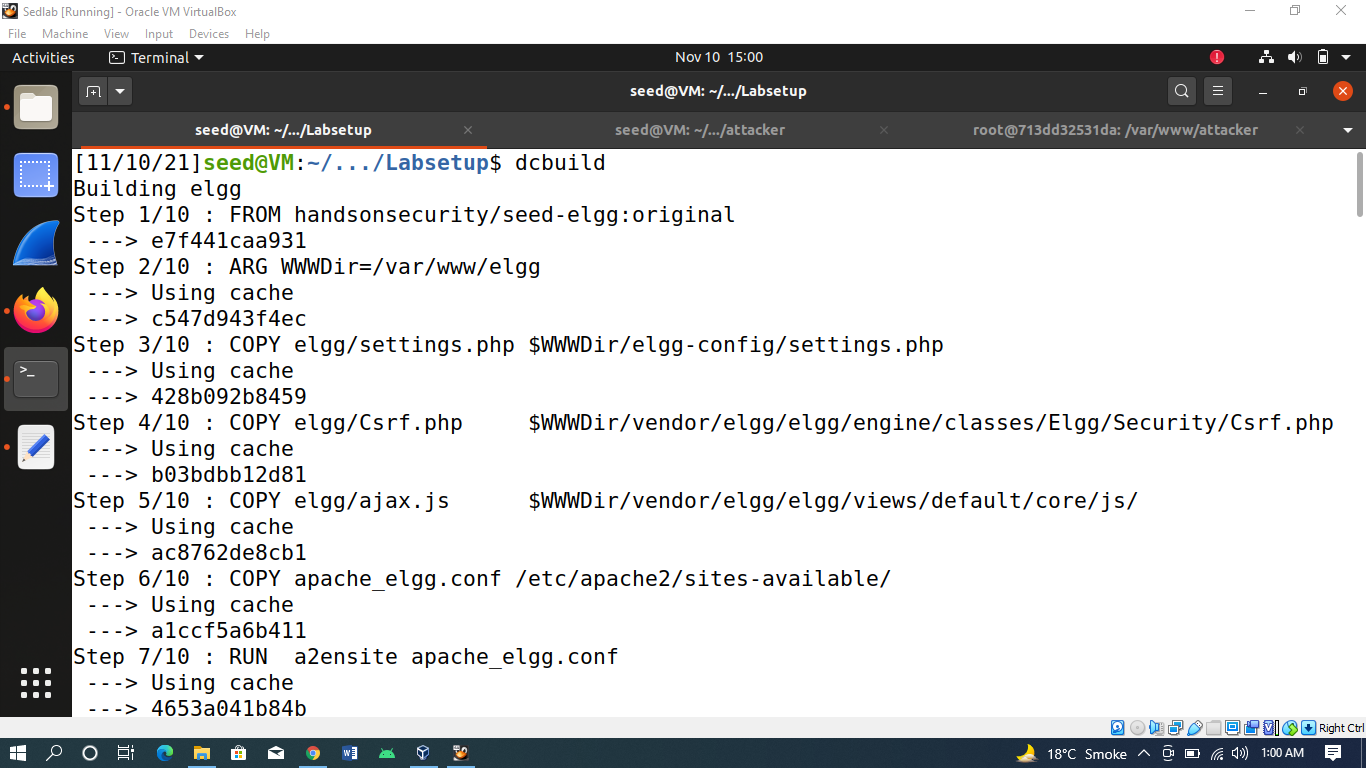 Sedlab [Running] - Oracle VM VirtualBox
File Machine View Input Devices Help
Activities Terminal Nov 10 15:00
seed@VM: ~/.../Labsetup
seed@VM: ~/.../Labsetup seed@VM: ~/.../attacker root@713dd32531da: /var/www/attacker
[11/10/21]seed@VM:~/.../Labsetup$ dcbuild
Building elgg
Step 1/10 : FROM handsonsecurity/seed-elgg:original
---> e7f441caa931
Step 2/10 : ARG WWWDir=/var/www/elgg
---> Using cache
---> c547d943f4ec
Step 3/10 : COPY elgg/settings.php $WWWDir/elgg-config/settings.php
---> Using cache
---> 428b092b8459
Step 4/10 : COPY elgg/Csrf.php $WWWDir/vendor/elgg/elgg/engine/classes/Elgg/Security/Csrf.php
---> Using cache
---> b03bdbb12d81
Step 5/10 : COPY elgg/ajax.js $WWWDir/vendor/elgg/elgg/views/default/core/js/
---> Using cache
---> ac8762de8cb1
Step 6/10 : COPY apache_elgg.conf /etc/apache2/sites-available/
---> Using cache
---> a1ccf5a6b411
Step 7/10 : RUN a2ensite apache_elgg.conf
---> Using cache
---> 4653a041b84b
Right Ctrl
18°C Smoke 1:00 AM